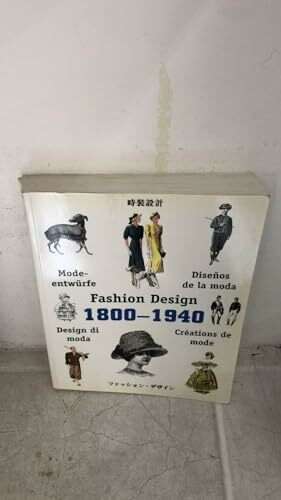 時装設計
Mode-
entwürfe
Diseños
de la moda
Fashion Design
1800–1940
Design di
moda
Créations de
mode
ファッション・デザイン